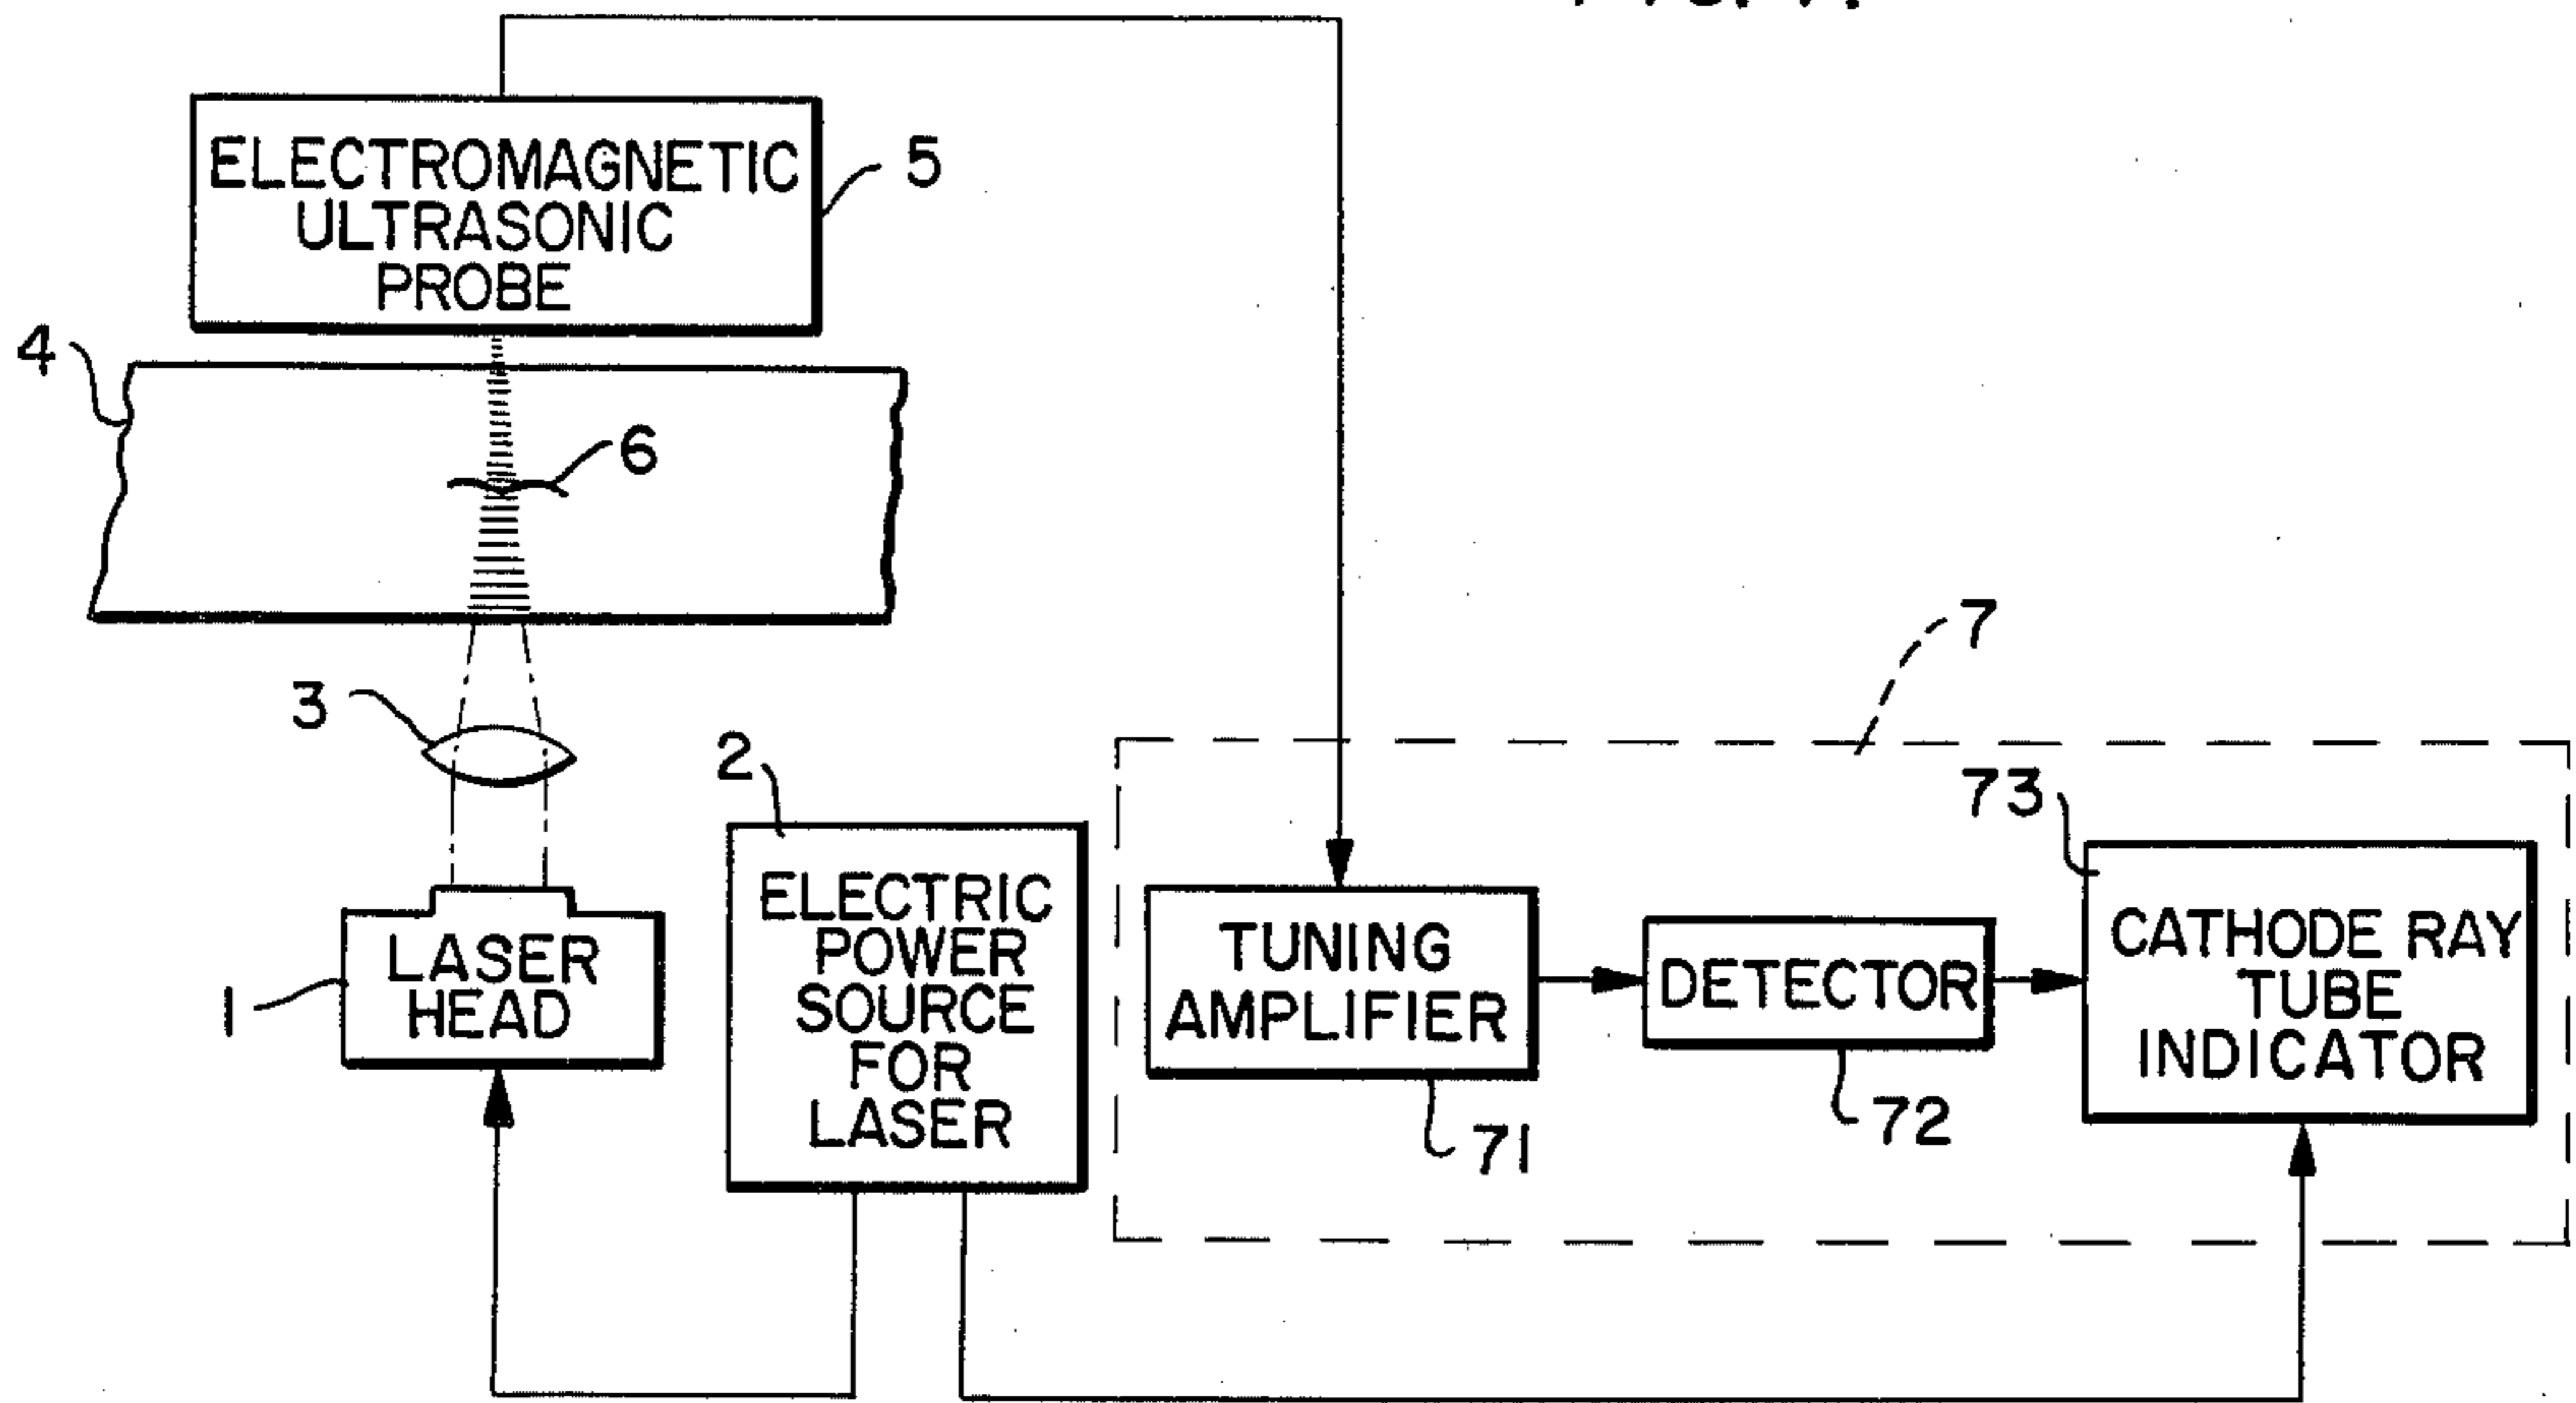 ELECTROMAGNETIC
ULTRASONIC
PROBE
5
4
6
3
2
7
73
1
LASER
HEAD
ELECTRIC
POWER
SOURCE
FOR
LASER
TUNING
AMPLIFIER
71
DETECTOR
72
CATHODE RAY
TUBE
INDICATOR